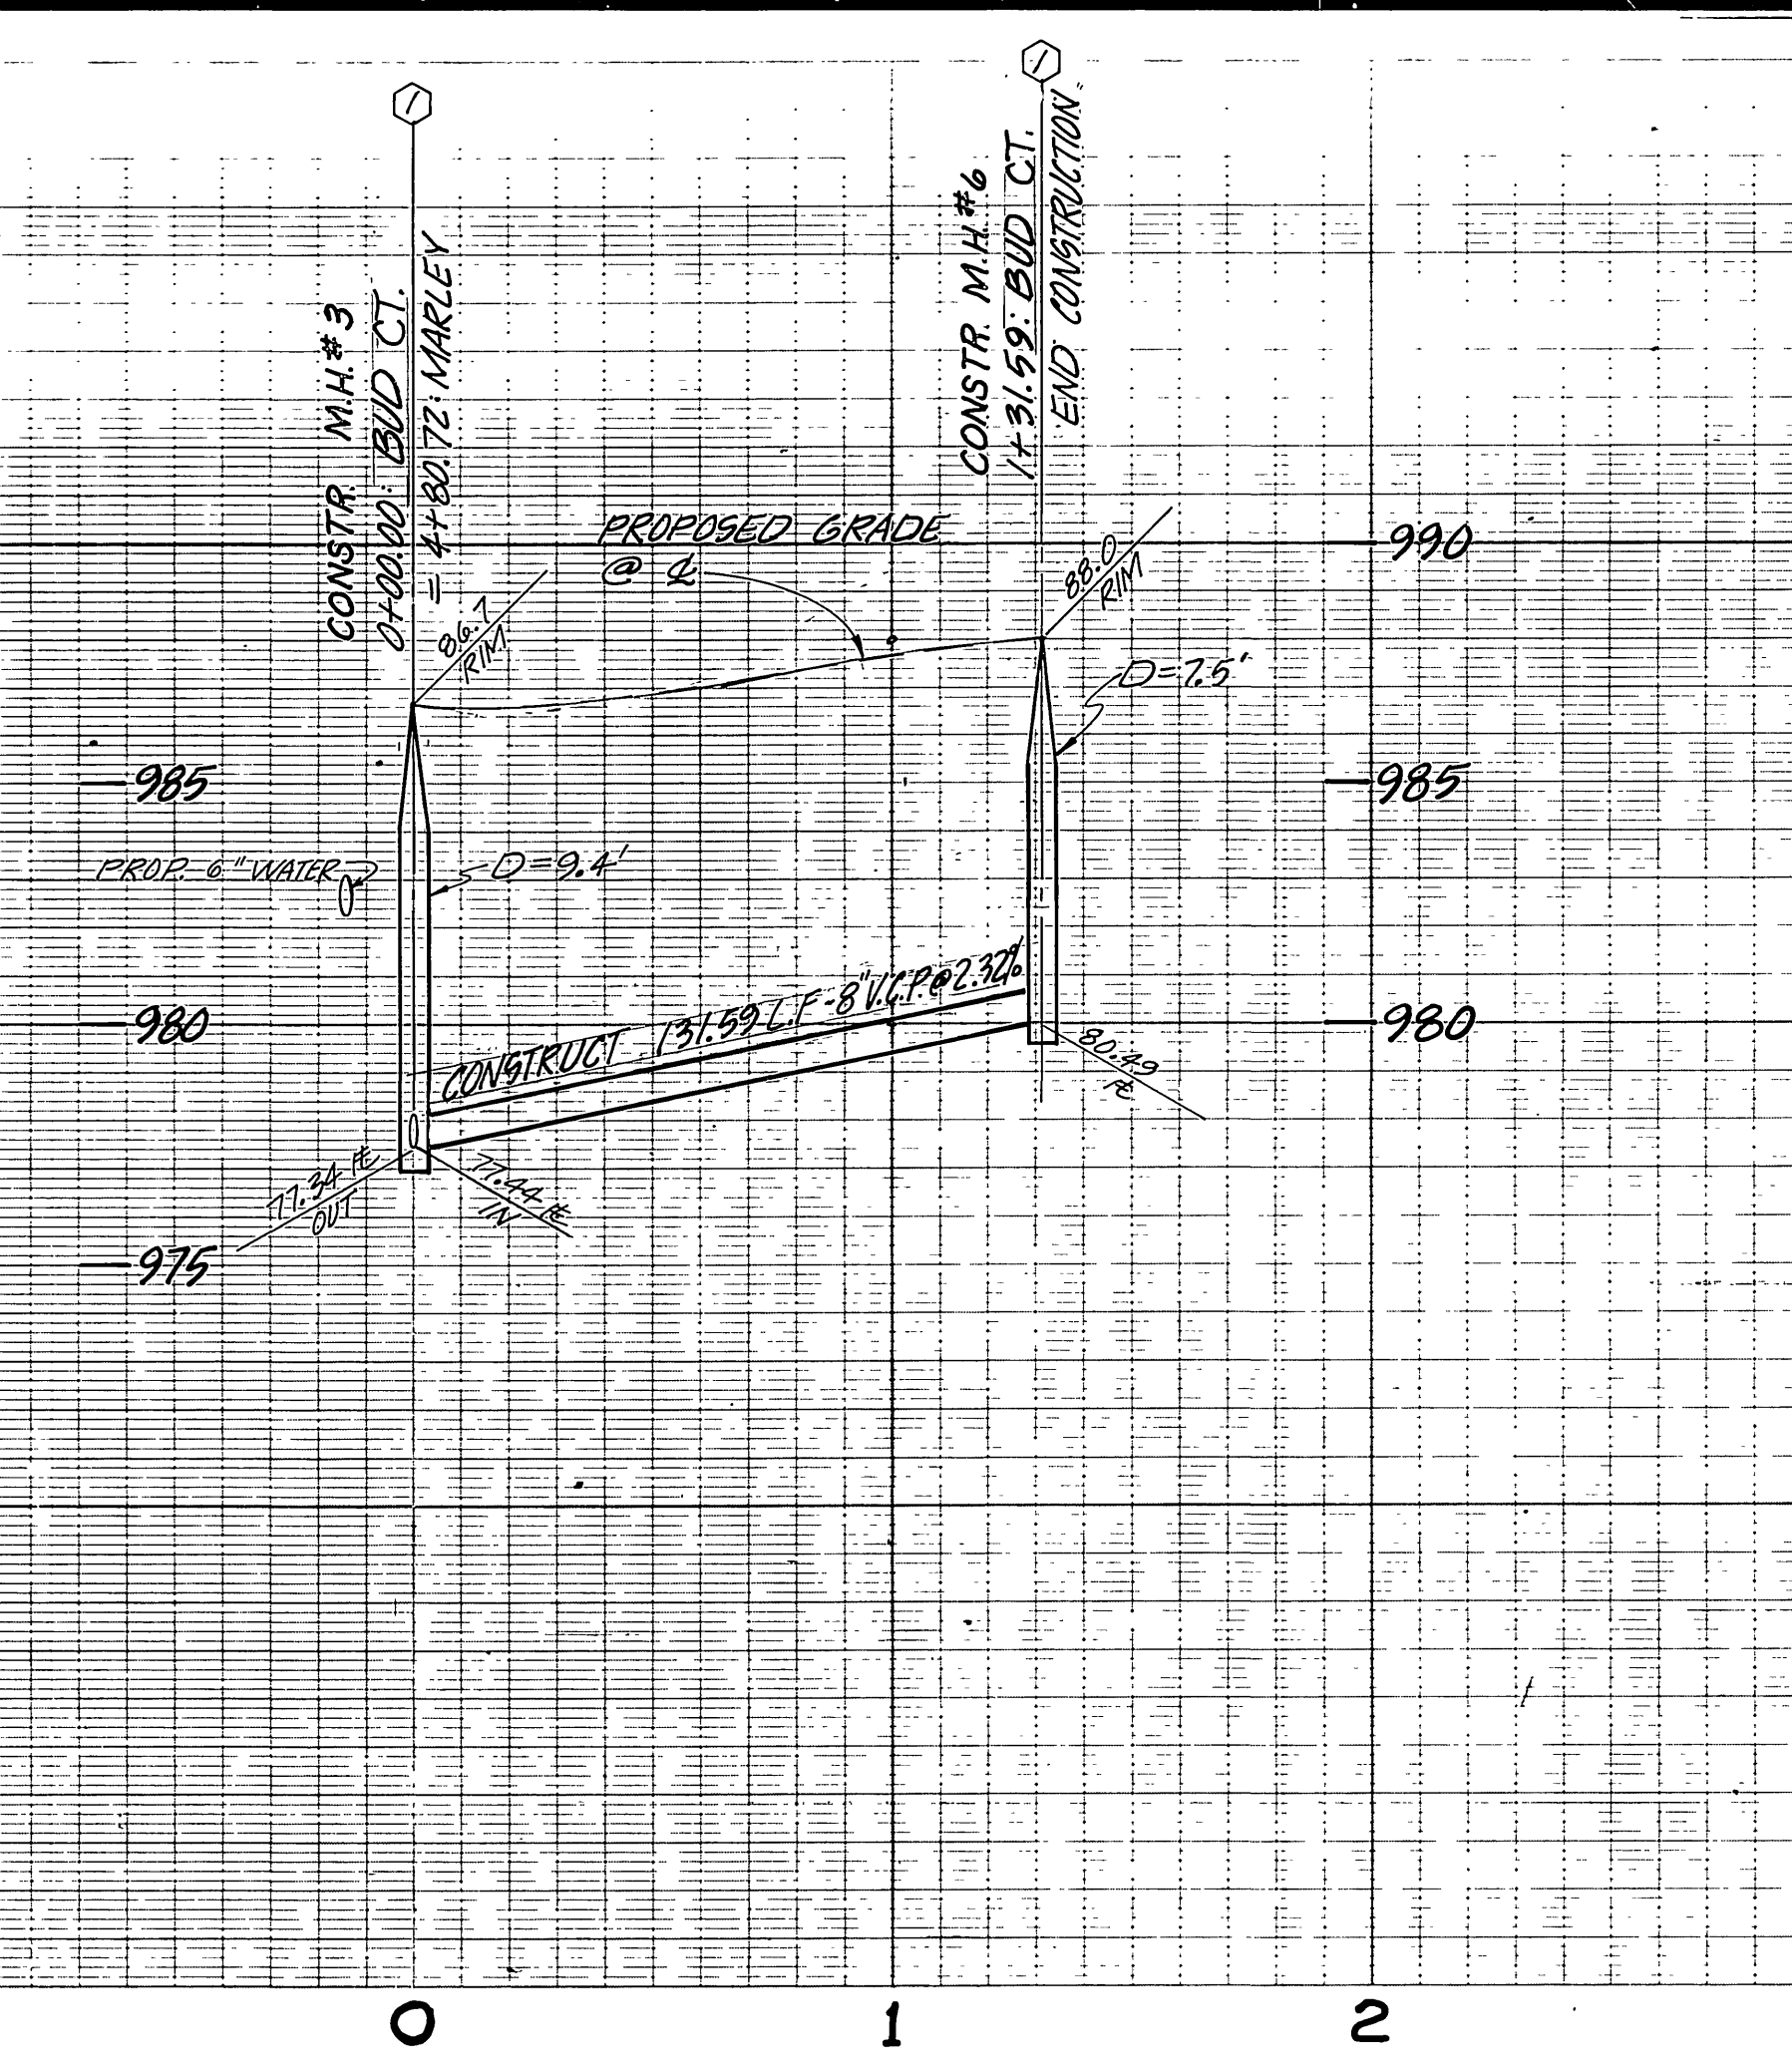 1
1
CONSTR. M.H.#3
0+00.00: BUD CT.
= 4+80.72: MARLEY
CONSTR. M.H.#6
1+31.59: BUD CT.
END CONSTRUCTION
PROPOSED GRADE
@ ℄
86.7
RIM
88.0
RIM
990
D=7.5'
985
985
PROP. 6" WATER
D=9.4'
CONSTRUCT 131.59 L.F-8"V.C.P.@2.32%
980
980
80.49
77.34
OUT
77.44
IN
975
0
1
2